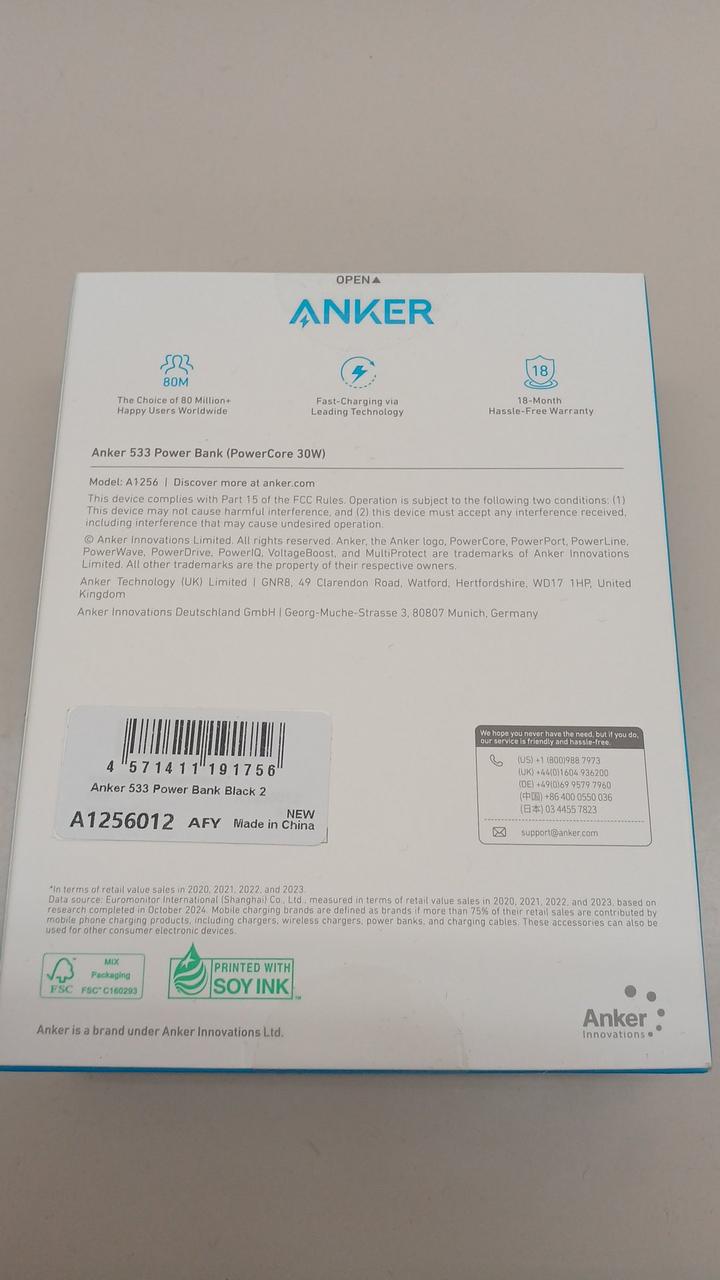 OPEN▲
ANKER
80M
The Choice of 80 Million+
Happy Users Worldwide
Fast-Charging via
Leading Technology
18
18-Month
Hassle-Free Warranty
Anker 533 Power Bank (PowerCore 30W)
Model: A1256 | Discover more at anker.com
This device complies with Part 15 of the FCC Rules. Operation is subject to the following two conditions: (1)
This device may not cause harmful interference, and (2) this device must accept any interference received,
including interference that may cause undesired operation.
© Anker Innovations Limited. All rights reserved. Anker, the Anker logo, PowerCore, PowerPort, PowerLine,
PowerWave, PowerDrive, PowerIQ, VoltageBoost, and MultiProtect are trademarks of Anker Innovations
Limited. All other trademarks are the property of their respective owners.
Anker Technology (UK) Limited | GNR8, 49 Clarendon Road, Watford, Hertfordshire, WD17 1HP, United
Kingdom
Anker Innovations Deutschland GmbH | Georg-Muche-Strasse 3, 80807 Munich, Germany
4 571411 191756
Anker 533 Power Bank Black 2
A1256012 AFY NEW
Made in China
We hope you never have the need, but if you do,
our service is friendly and hassle-free.
(US) +1 (800)988 7973
(UK) +44(0)1604 936200
(DE) +49(0)69 9579 7960
(中国) +86 400 0550 036
(日本) 03 4455 7823
support@anker.com
*In terms of retail value sales in 2020, 2021, 2022, and 2023.
Data source: Euromonitor International (Shanghai) Co., Ltd., measured in terms of retail value sales in 2020, 2021, 2022, and 2023, based on
research completed in October 2024. Mobile charging brands are defined as brands if more than 75% of their retail sales are contributed by
mobile phone charging products, including chargers, wireless chargers, power banks, and charging cables. These accessories can also be
used for other consumer electronic devices.
FSC
MIX
Packaging
FSC™ C160293
PRINTED WITH
SOY INK™
Anker is a brand under Anker Innovations Ltd.
Anker
Innovations